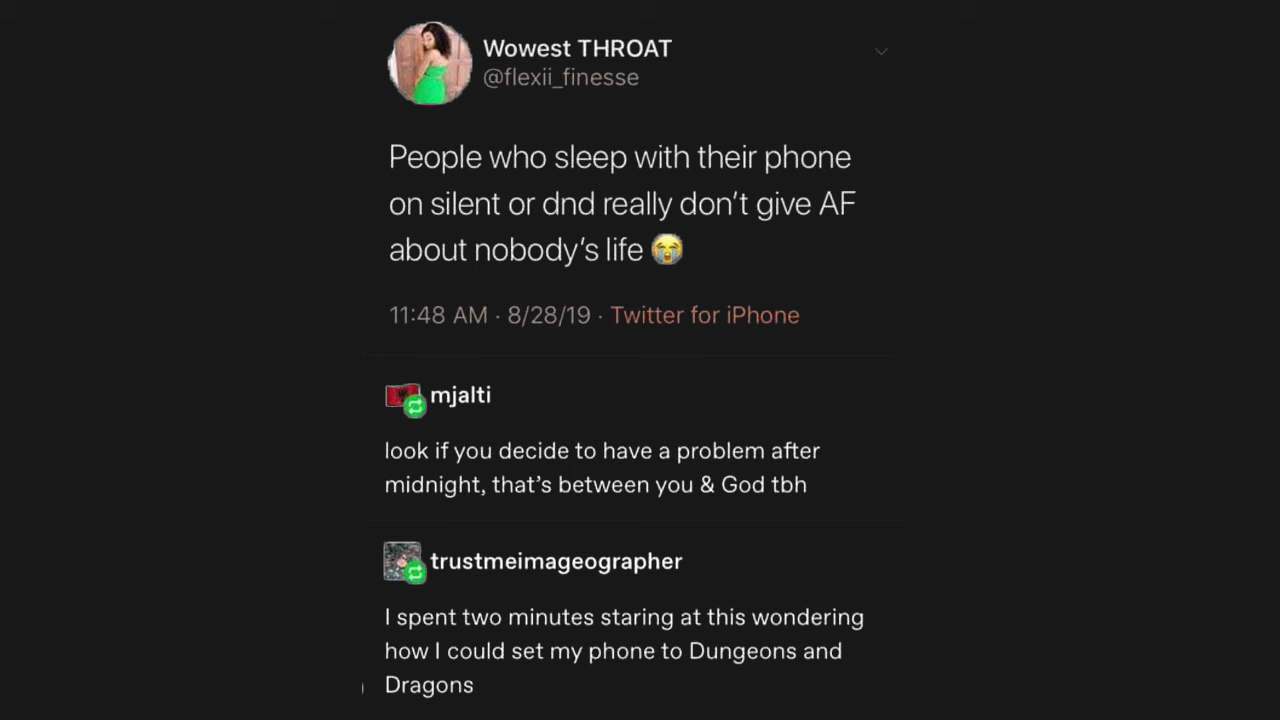 Wowest THROAT
@flexii_finesse
People who sleep with their phone
on silent or dnd really don't give AF
about nobody's life 😭
11:48 AM · 8/28/19 · Twitter for iPhone
mjalti
look if you decide to have a problem after
midnight, that's between you & God tbh
trustmeimageographer
I spent two minutes staring at this wondering
how I could set my phone to Dungeons and
Dragons